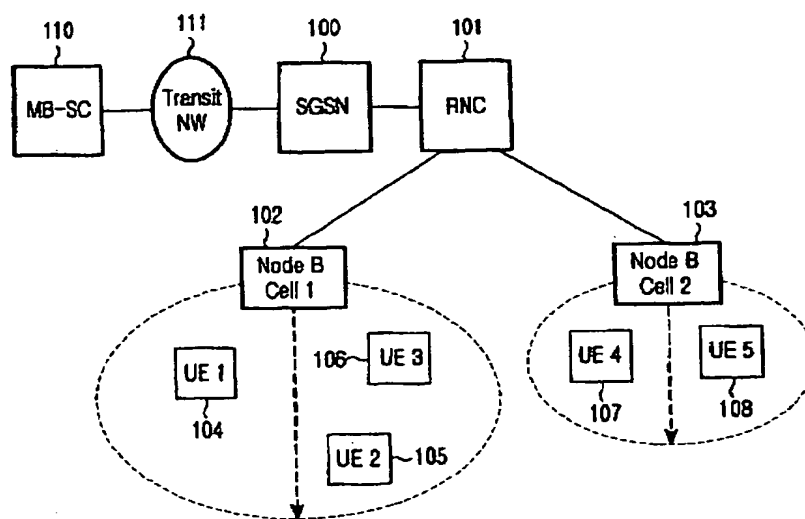 110
111
100
101
MB-SC
Transit
NW
SGSN
RNC
102
103
Node B
Cell 1
Node B
Cell 2
UE 1
106
UE 3
UE 4
UE 5
104
107
108
UE 2
105